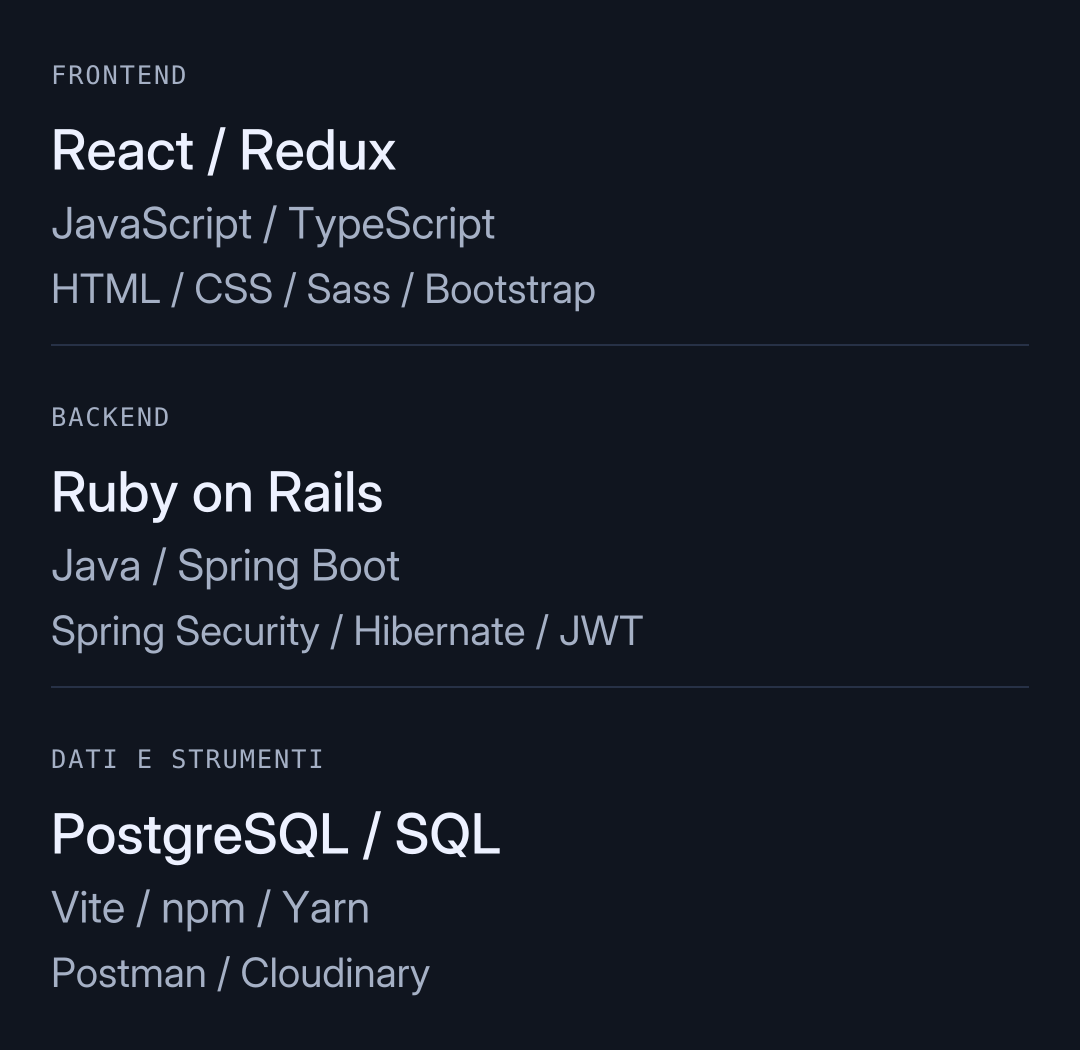 FRONTEND
React / Redux
JavaScript / TypeScript
HTML / CSS / Sass / Bootstrap
BACKEND
Ruby on Rails
Java / Spring Boot
Spring Security / Hibernate / JWT
DATI E STRUMENTI
PostgreSQL / SQL
Vite / npm / Yarn
Postman / Cloudinary